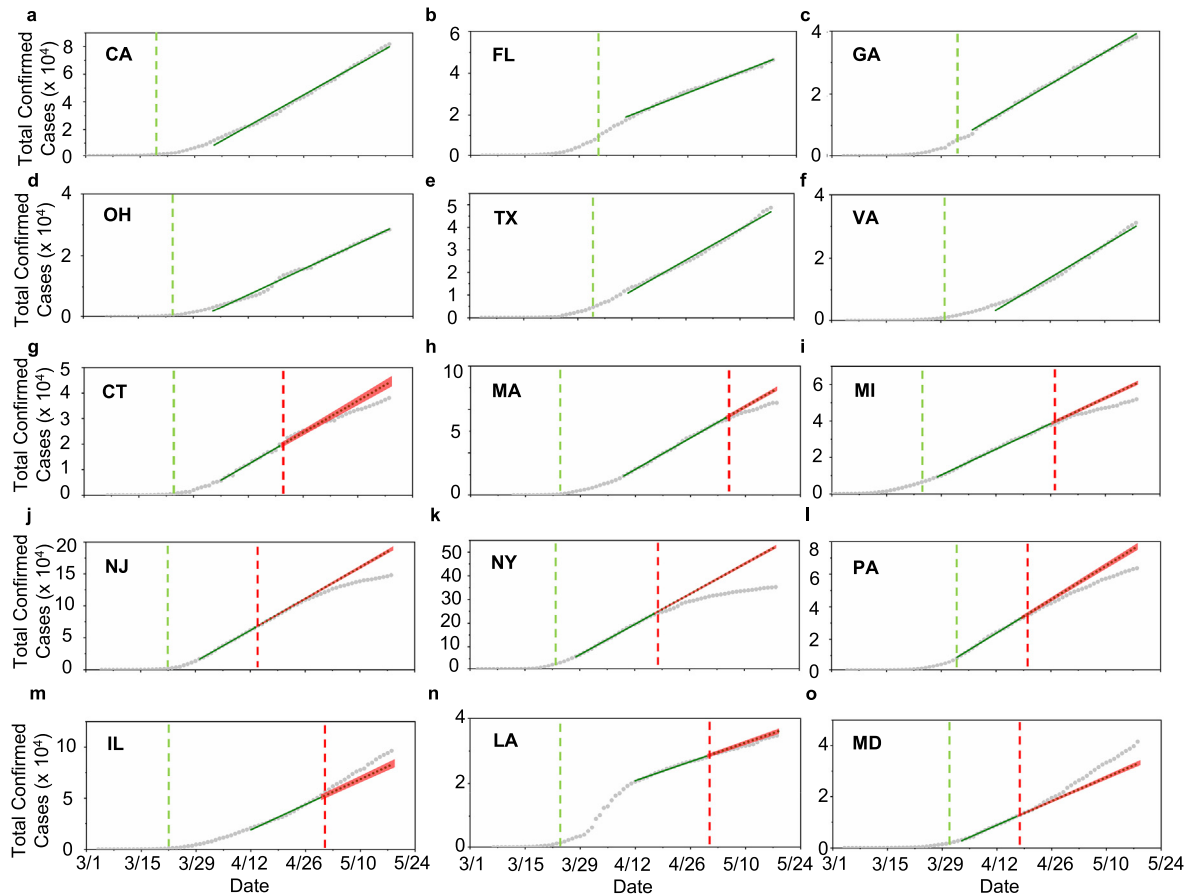 a b c
Total Confirmed
Cases (x 10⁴)
8
6
4
2
0
CA
6
4
2
0
FL
4
2
0
GA
d e f
Total Confirmed
Cases (x 10⁴)
4
2
0
OH
5
4
3
2
1
0
TX
4
2
0
VA
g h i
Total Confirmed
Cases (x 10⁴)
5
4
3
2
1
0
CT
10
5
0
MA
6
4
2
0
MI
j k l
Total Confirmed
Cases (x 10⁴)
20
15
10
5
0
NJ
50
40
30
20
10
0
NY
8
6
4
2
0
PA
m n o
Total Confirmed
Cases (x 10⁴)
10
5
0
IL
4
2
0
LA
4
2
0
MD
3/1 3/15 3/29 4/12 4/26 5/10 5/24
Date
3/1 3/15 3/29 4/12 4/26 5/10 5/24
Date
3/1 3/15 3/29 4/12 4/26 5/10 5/24
Date